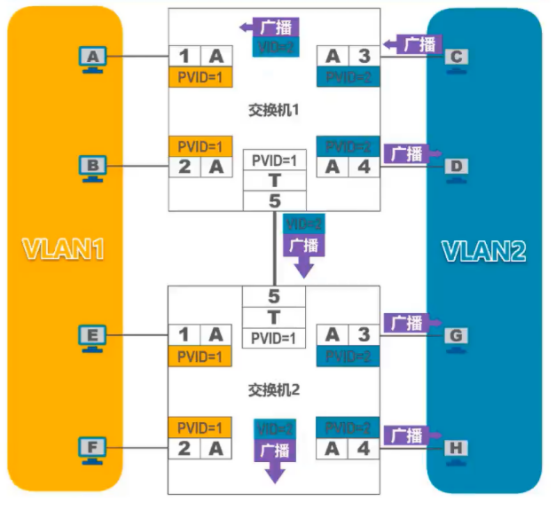 广播
VID=2
广播
A
1 A
A 3
C
PVID=1
PVID=2
交换机1
PVID=1
PVID=2
广播
B
2 A
PVID=1
A 4
D
T
5
VID=2
广播
VLAN1
VLAN2
5
T
PVID=1
广播
E
1 A
A 3
G
PVID=1
PVID=2
交换机2
PVID=1
VID=2
PVID=2
广播
F
2 A
广播
A 4
H